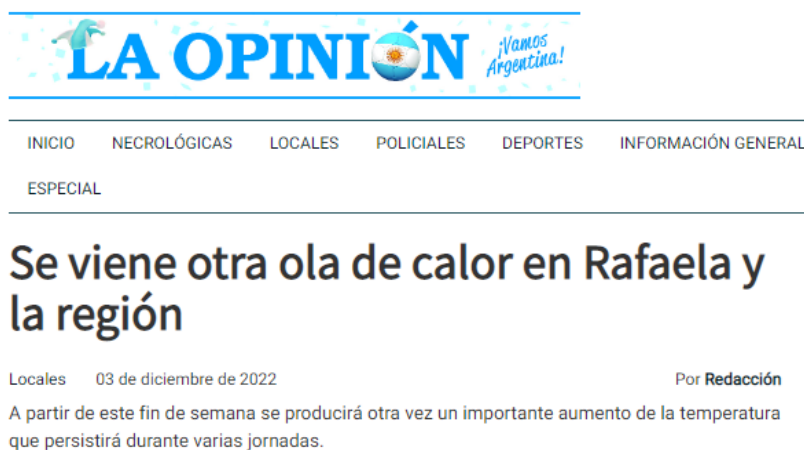 LA OPINIÓN
¡Vamos
Argentina!
INICIO NECROLÓGICAS LOCALES POLICIALES DEPORTES INFORMACIÓN GENERAL
ESPECIAL
Se viene otra ola de calor en Rafaela y
la región
Locales 03 de diciembre de 2022 Por Redacción
A partir de este fin de semana se producirá otra vez un importante aumento de la temperatura
que persistirá durante varias jornadas.